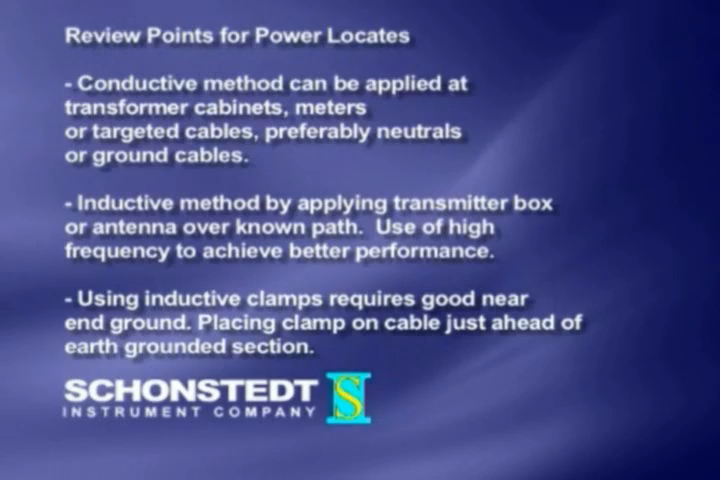 Review Points for Power Locates
- Conductive method can be applied at
transformer cabinets, meters
or targeted cables, preferably neutrals
or ground cables.
- Inductive method by applying transmitter box
or antenna over known path.  Use of high
frequency to achieve better performance.
- Using inductive clamps requires good near
end ground. Placing clamp on cable just ahead of
earth grounded section.
SCHONSTEDT
INSTRUMENT COMPANY
S I